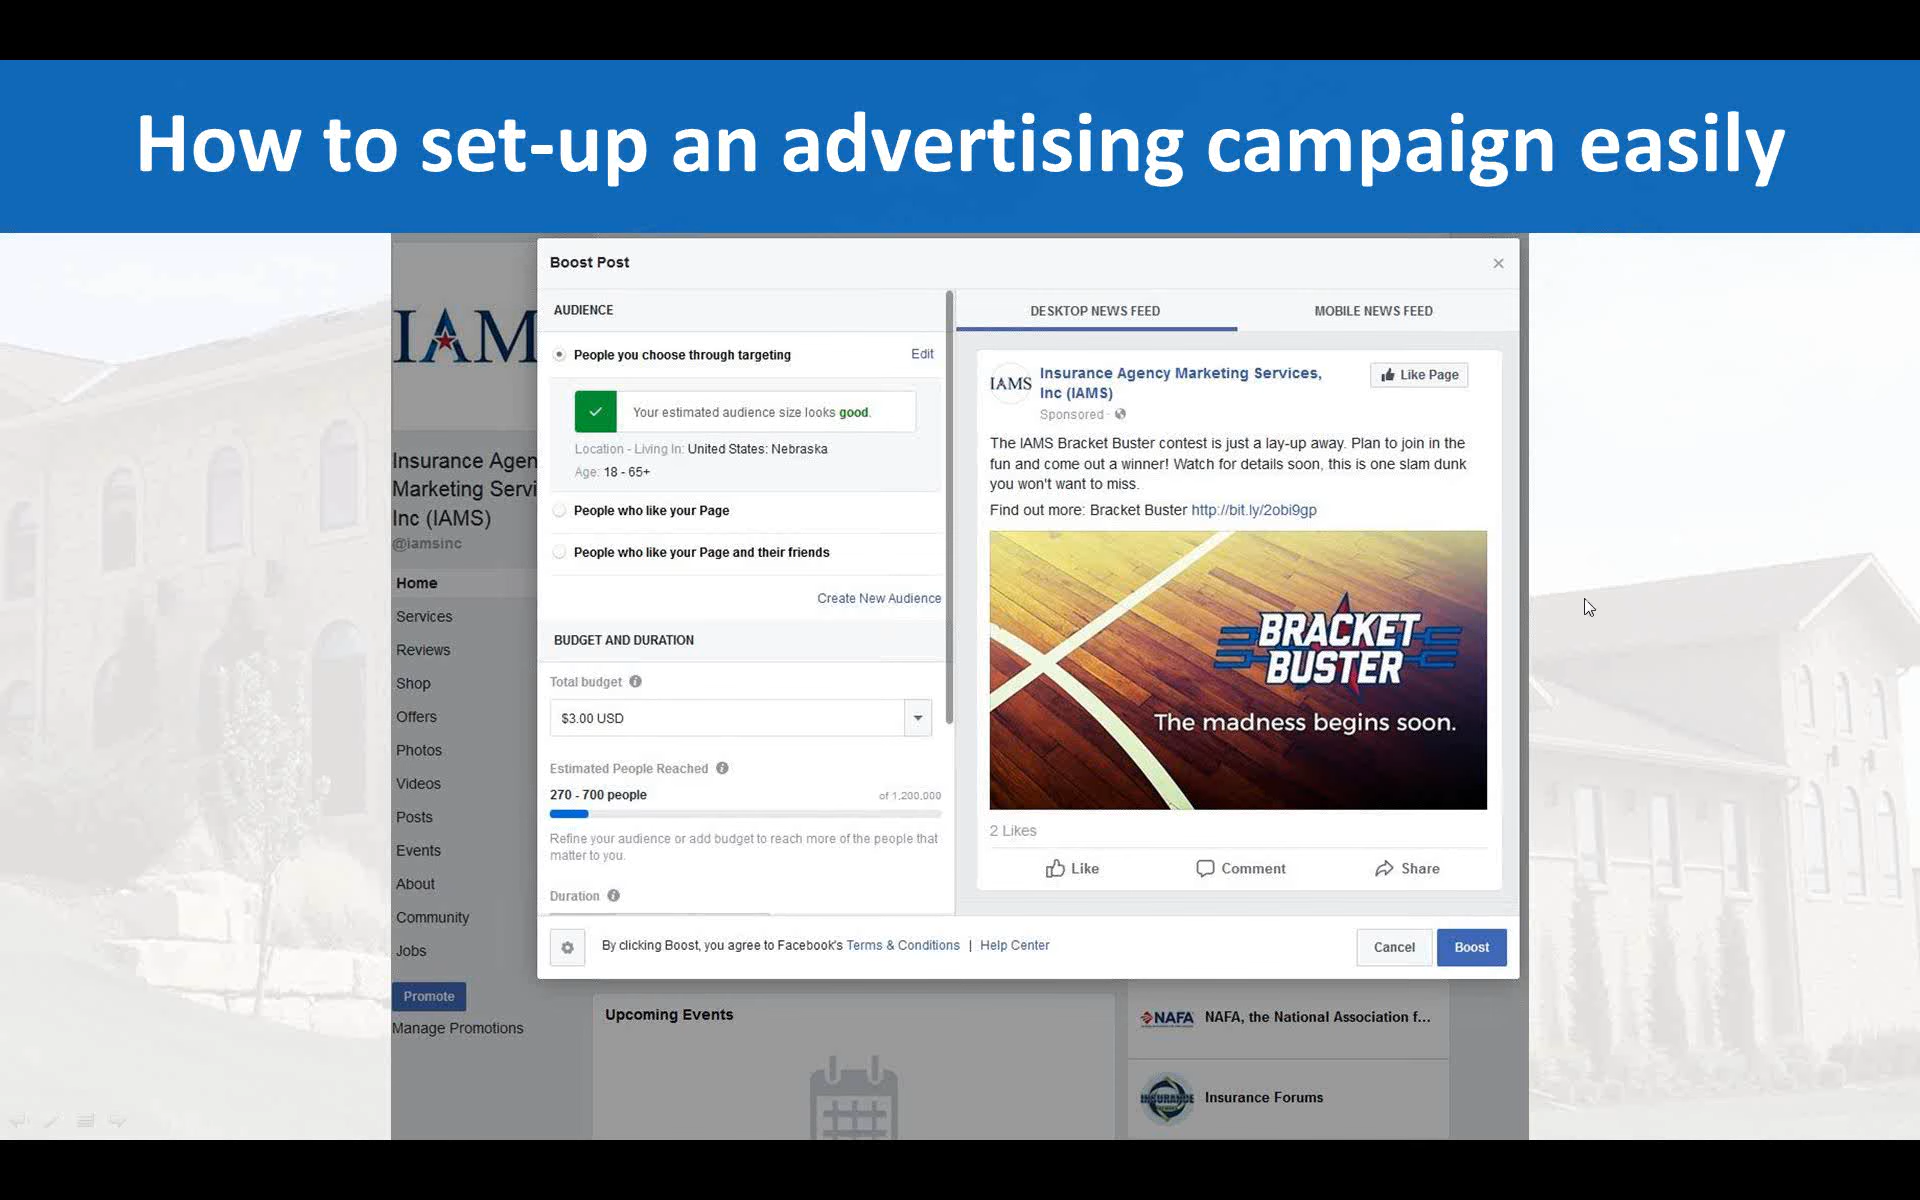 How to set-up an advertising campaign easily
IAM
Insurance Agen
Marketing Servi
Inc (IAMS)
@iamsinc
Home
Services
Reviews
Shop
Offers
Photos
Videos
Posts
Events
About
Community
Jobs
Promote
Manage Promotions
Boost Post
AUDIENCE
People you choose through targeting Edit
Your estimated audience size looks good.
Location - Living In: United States: Nebraska
Age: 18 - 65+
People who like your Page
People who like your Page and their friends
Create New Audience
BUDGET AND DURATION
Total budget
$3.00 USD
Estimated People Reached
270 - 700 people of 1,200,000
Refine your audience or add budget to reach more of the people that
matter to you.
Duration
DESKTOP NEWS FEED MOBILE NEWS FEED
IAMS
Insurance Agency Marketing Services,
Inc (IAMS)
Like Page
Sponsored ·
The IAMS Bracket Buster contest is just a lay-up away. Plan to join in the
fun and come out a winner! Watch for details soon, this is one slam dunk
you won't want to miss.
Find out more: Bracket Buster http://bit.ly/2obi9gp
BRACKET
BUSTER
The madness begins soon.
2 Likes
Like Comment Share
By clicking Boost, you agree to Facebook's Terms & Conditions | Help Center
Cancel Boost
Upcoming Events
NAFA NAFA, the National Association f...
INSURANCE Insurance Forums